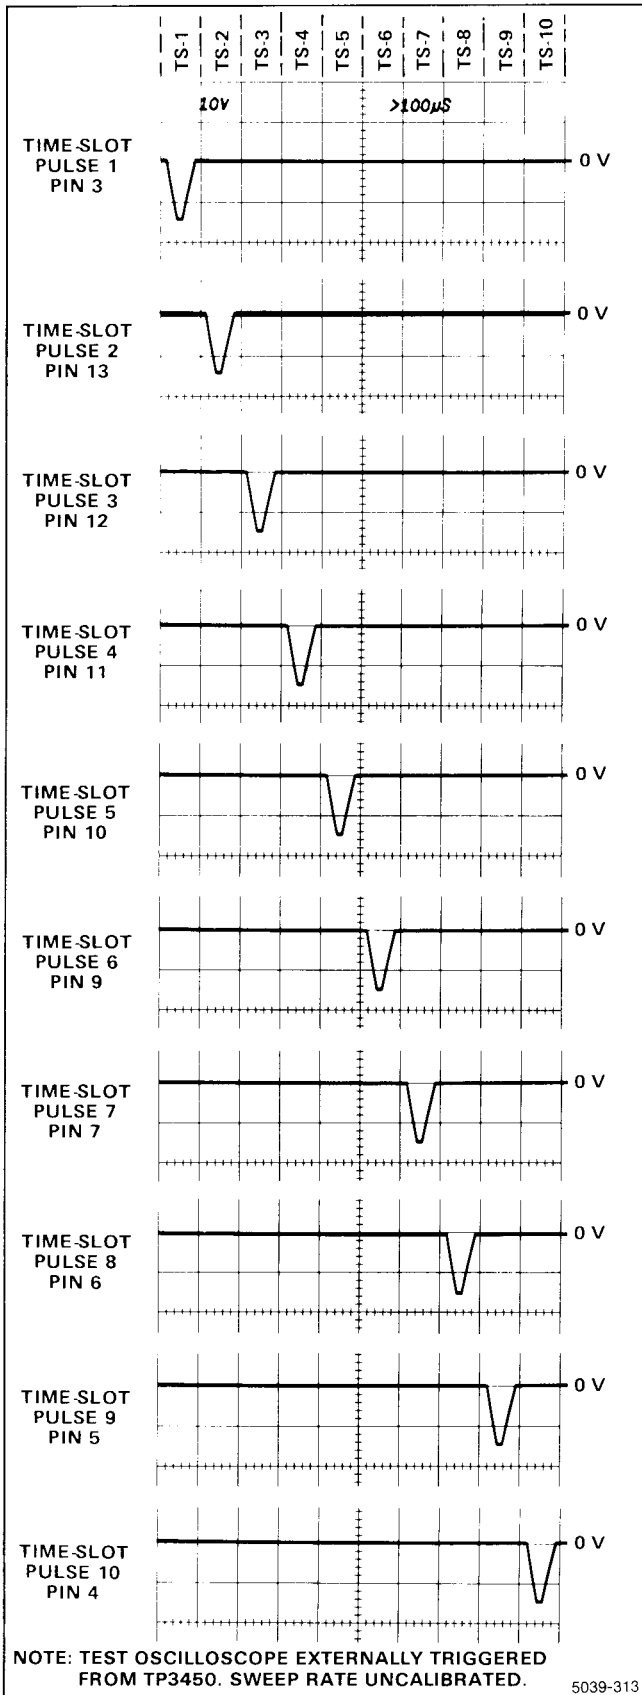 TS-1
TS-2
TS-3
TS-4
TS-5
TS-6
TS-7
TS-8
TS-9
TS-10
10V
>100µS
TIME-SLOT
PULSE 1
PIN 3
0 V
TIME-SLOT
PULSE 2
PIN 13
0 V
TIME-SLOT
PULSE 3
PIN 12
0 V
TIME-SLOT
PULSE 4
PIN 11
0 V
TIME-SLOT
PULSE 5
PIN 10
0 V
TIME-SLOT
PULSE 6
PIN 9
0 V
TIME-SLOT
PULSE 7
PIN 7
0 V
TIME-SLOT
PULSE 8
PIN 6
0 V
TIME-SLOT
PULSE 9
PIN 5
0 V
TIME-SLOT
PULSE 10
PIN 4
0 V
NOTE: TEST OSCILLOSCOPE EXTERNALLY TRIGGERED
FROM TP3450. SWEEP RATE UNCALIBRATED.
5039-313